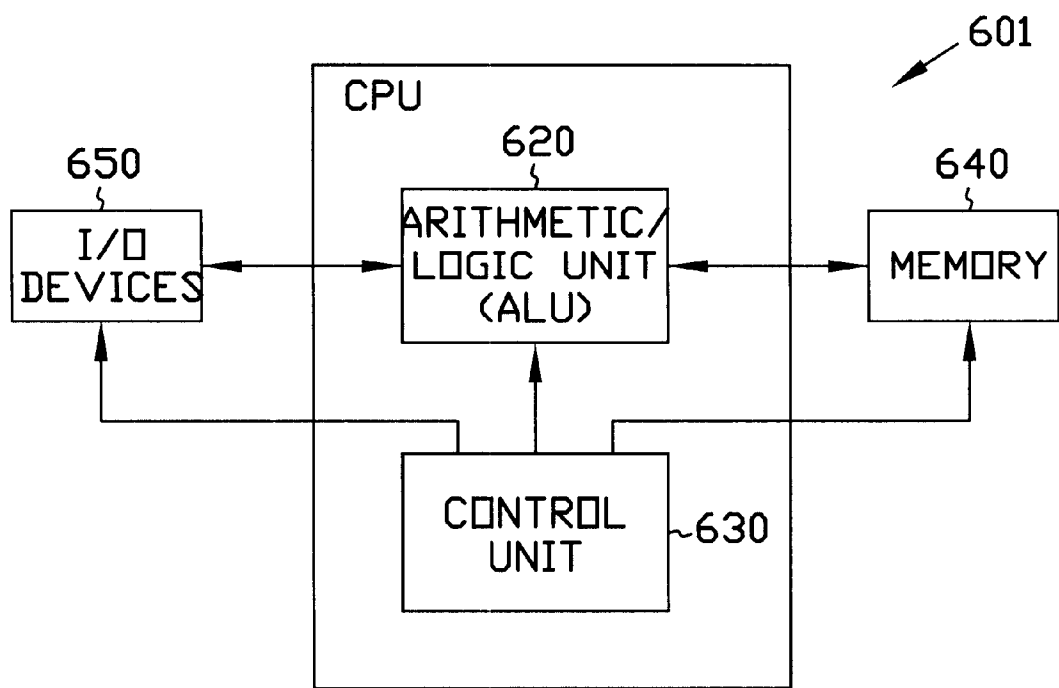 601
CPU
650
620
640
I/O
DEVICES
ARITHMETIC/
LOGIC UNIT
(ALU)
MEMORY
CONTROL
UNIT
630